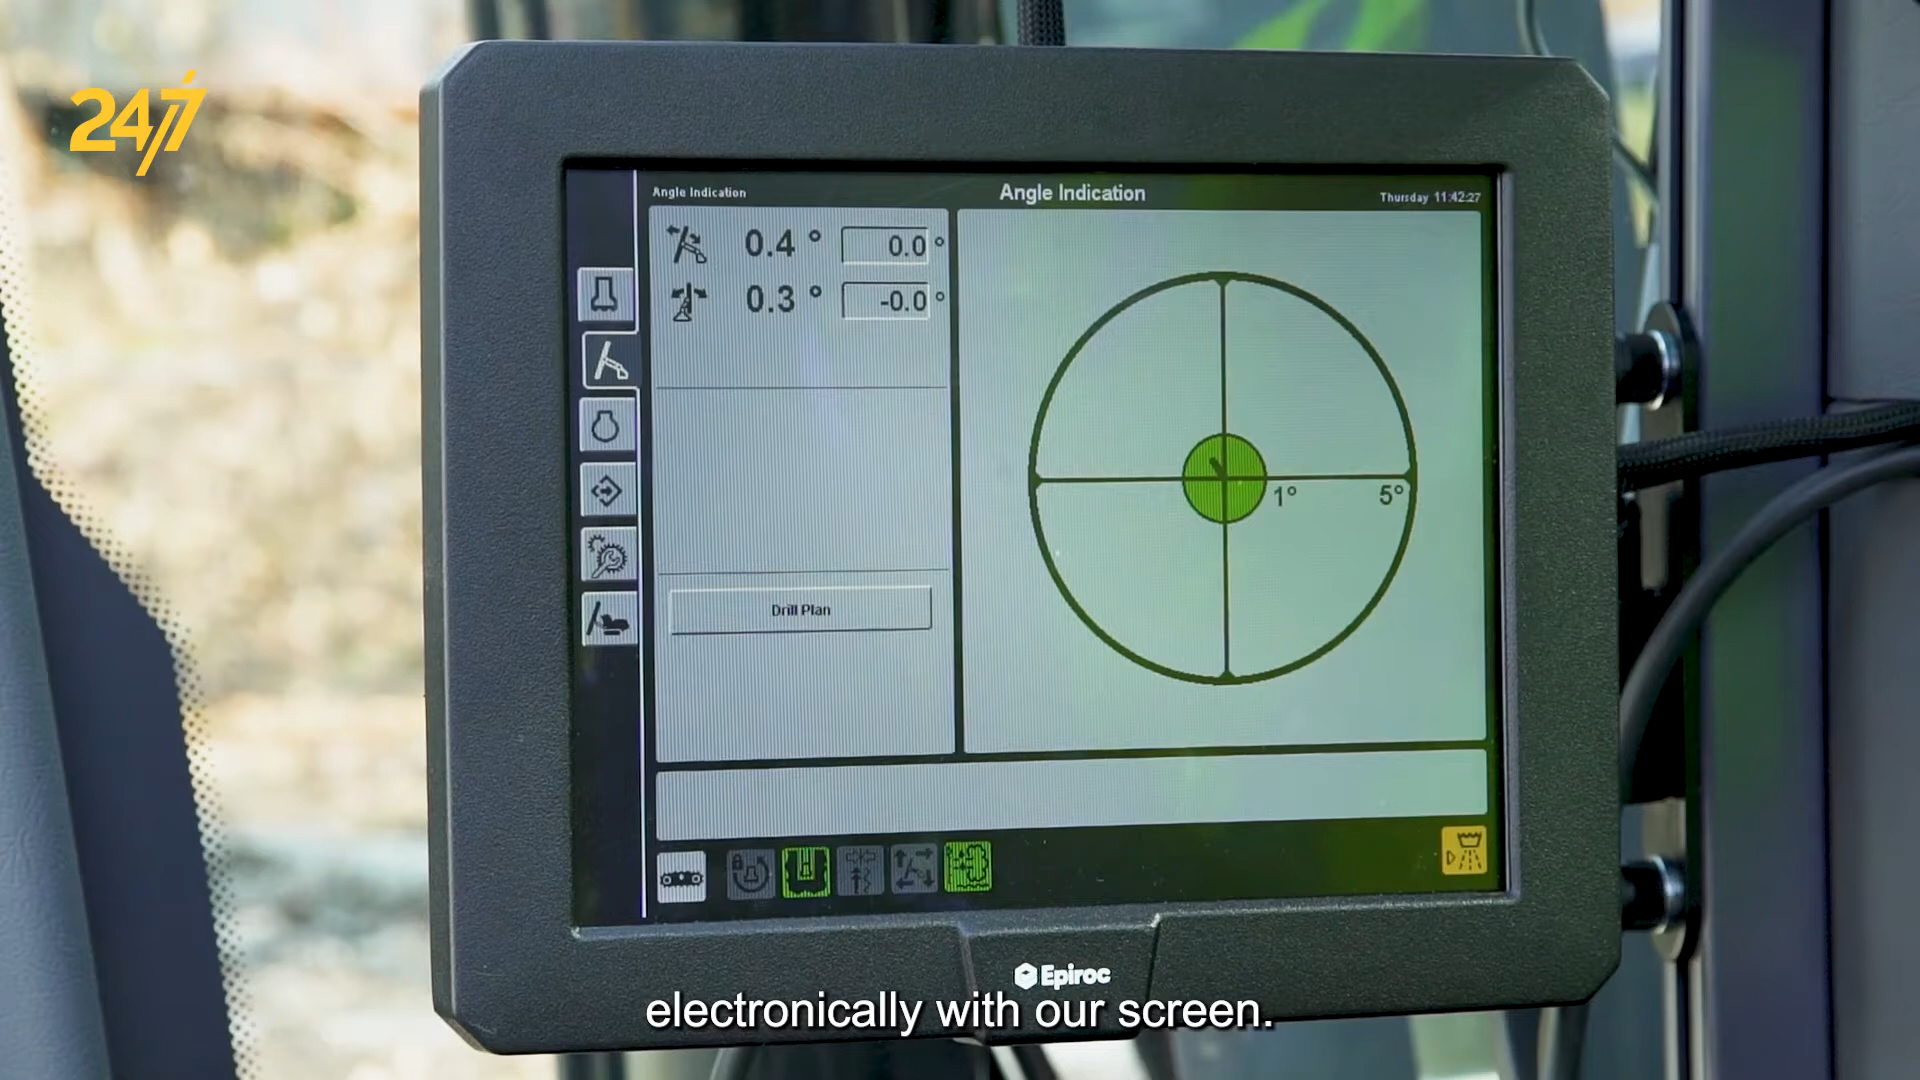 24/7
Angle Indication
Angle Indication
Thursday 11:42:27
0.4 °
0.0 °
0.3 °
-0.0 °
1°
5°
Drill Plan
Epiroc
electronically with our screen.